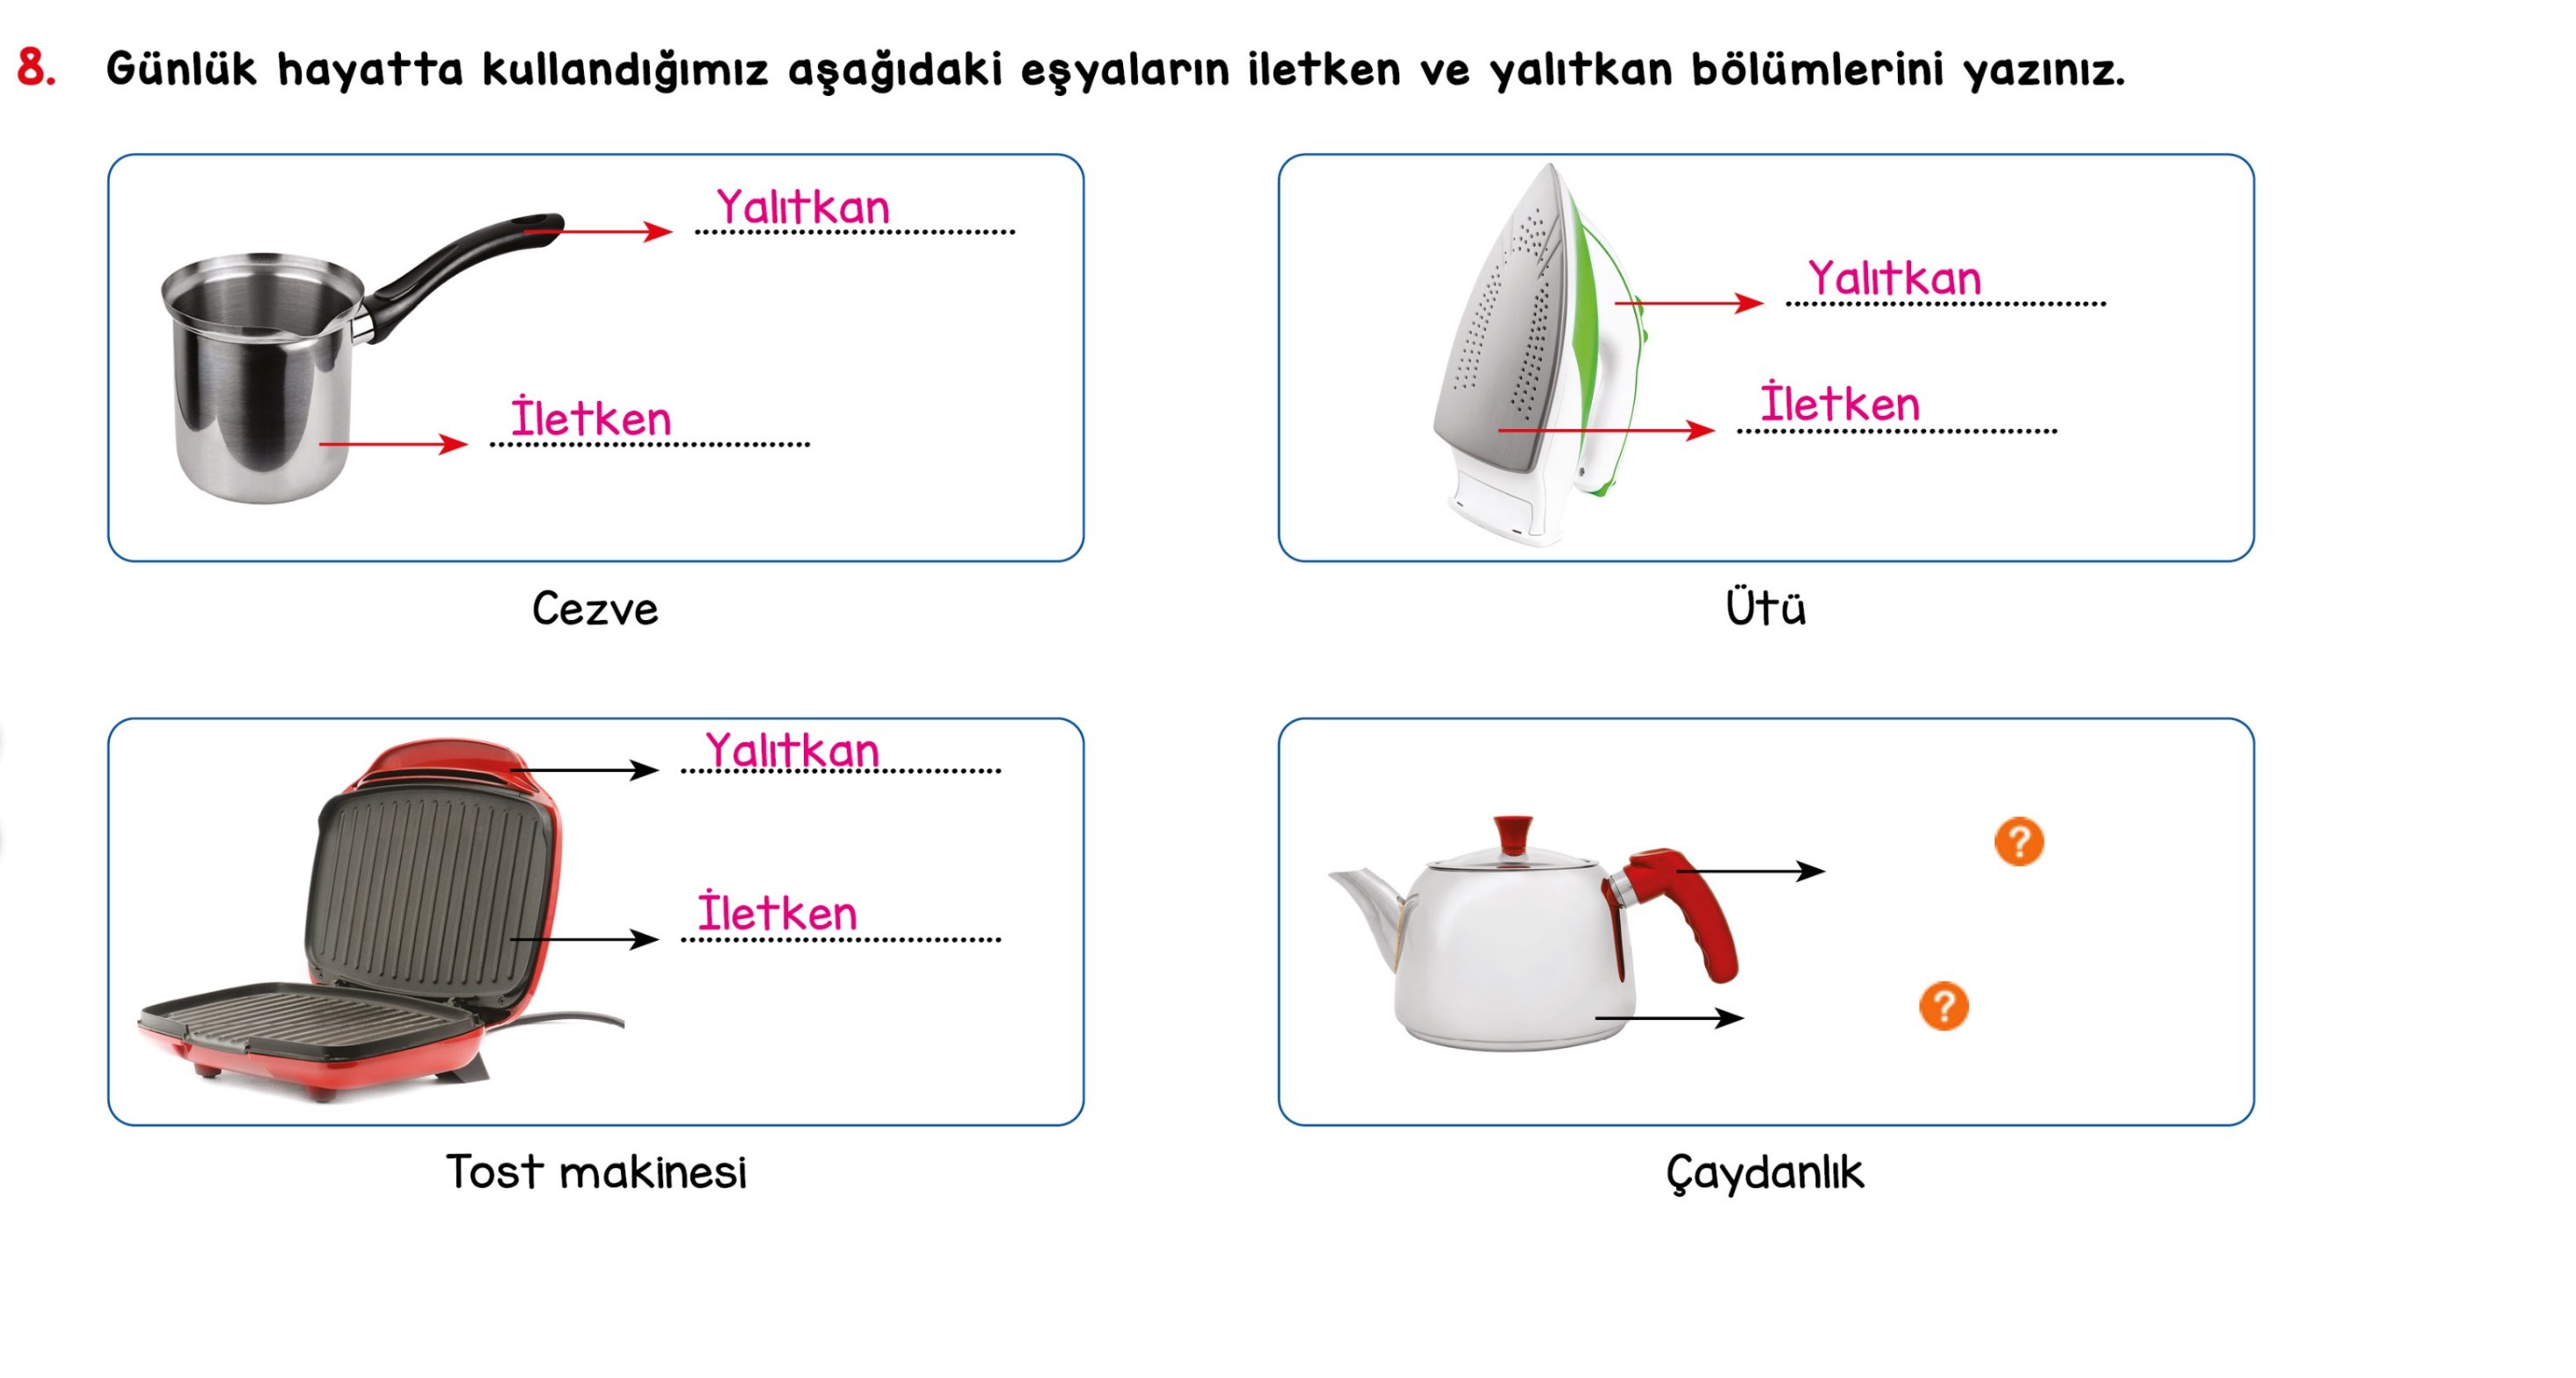 8. Günlük hayatta kullandığımız aşağıdaki eşyaların iletken ve yalıtkan bölümlerini yazınız.
Yalıtkan
İletken
Cezve
Yalıtkan
İletken
Ütü
Yalıtkan
İletken
Tost makinesi
?
?
Çaydanlık